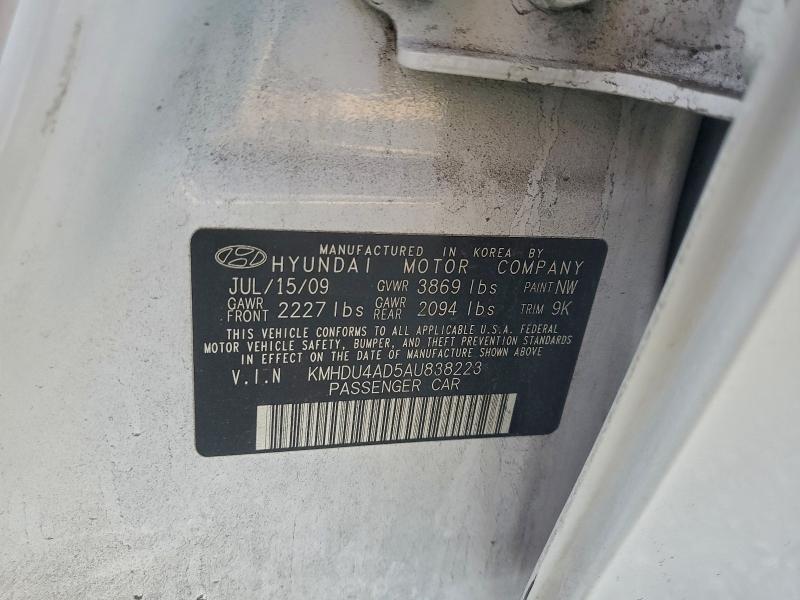 MANUFACTURED IN KOREA BY
HYUNDAI MOTOR COMPANY
JUL/15/09 GVWR 3869 lbs PAINT NW
GAWR FRONT 2227 lbs GAWR REAR 2094 lbs TRIM 9K
THIS VEHICLE CONFORMS TO ALL APPLICABLE U.S.A. FEDERAL
MOTOR VEHICLE SAFETY, BUMPER, AND THEFT PREVENTION STANDARDS
IN EFFECT ON THE DATE OF MANUFACTURE SHOWN ABOVE
V.I.N KMHDU4AD5AU838223
PASSENGER CAR